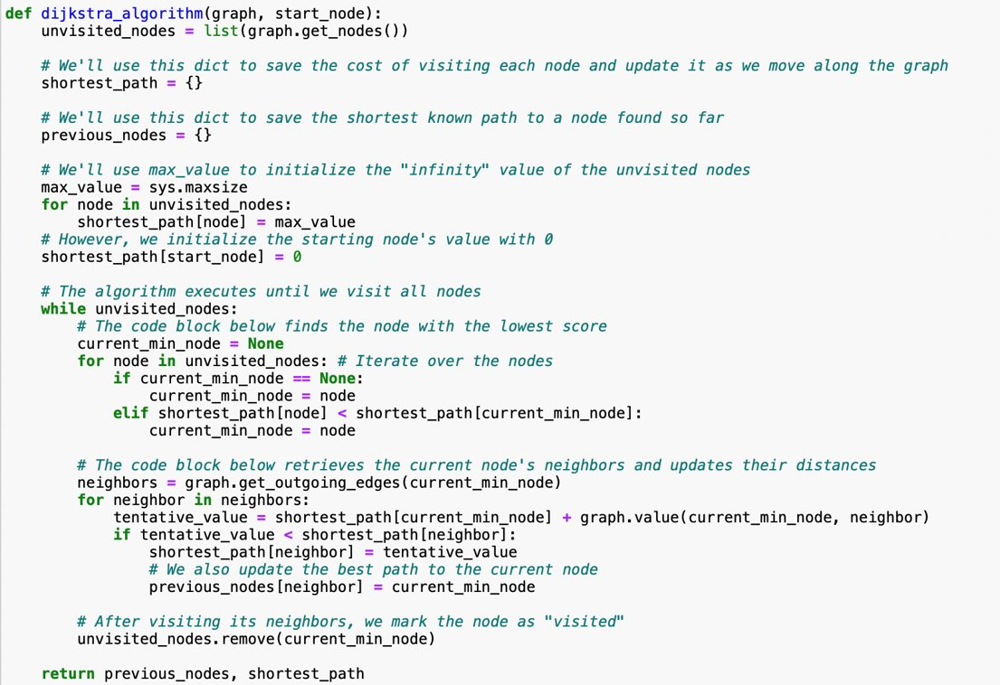 def dijkstra_algorithm(graph, start_node):
    unvisited_nodes = list(graph.get_nodes())

    # We'll use this dict to save the cost of visiting each node and update it as we move along the graph
    shortest_path = {}

    # We'll use this dict to save the shortest known path to a node found so far
    previous_nodes = {}

    # We'll use max_value to initialize the "infinity" value of the unvisited nodes
    max_value = sys.maxsize
    for node in unvisited_nodes:
        shortest_path[node] = max_value
    # However, we initialize the starting node's value with 0
    shortest_path[start_node] = 0

    # The algorithm executes until we visit all nodes
    while unvisited_nodes:
        # The code block below finds the node with the lowest score
        current_min_node = None
        for node in unvisited_nodes: # Iterate over the nodes
            if current_min_node == None:
                current_min_node = node
            elif shortest_path[node] < shortest_path[current_min_node]:
                current_min_node = node

        # The code block below retrieves the current node's neighbors and updates their distances
        neighbors = graph.get_outgoing_edges(current_min_node)
        for neighbor in neighbors:
            tentative_value = shortest_path[current_min_node] + graph.value(current_min_node, neighbor)
            if tentative_value < shortest_path[neighbor]:
                shortest_path[neighbor] = tentative_value
                # We also update the best path to the current node
                previous_nodes[neighbor] = current_min_node

        # After visiting its neighbors, we mark the node as "visited"
        unvisited_nodes.remove(current_min_node)

    return previous_nodes, shortest_path